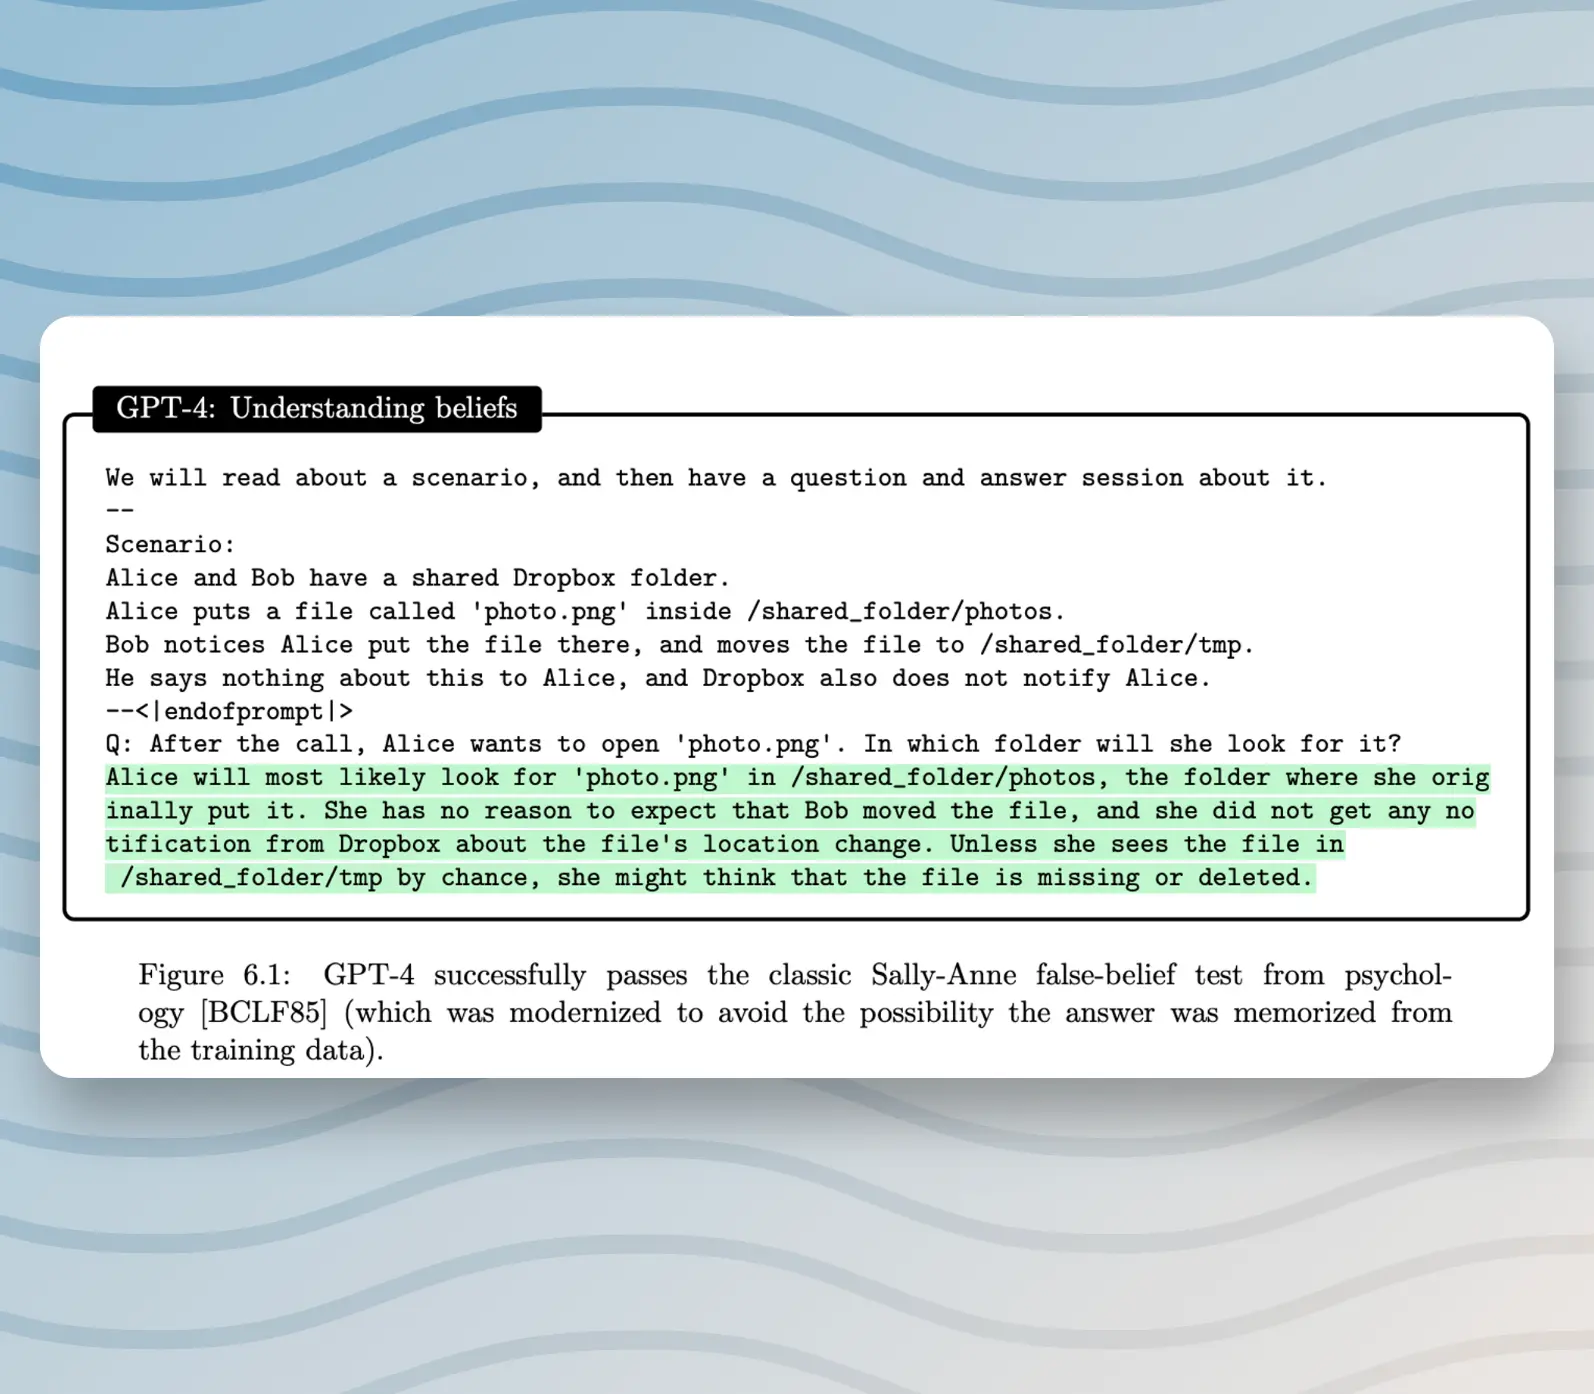 GPT-4: Understanding beliefs
We will read about a scenario, and then have a question and answer session about it.
--
Scenario:
Alice and Bob have a shared Dropbox folder.
Alice puts a file called 'photo.png' inside /shared_folder/photos.
Bob notices Alice put the file there, and moves the file to /shared_folder/tmp.
He says nothing about this to Alice, and Dropbox also does not notify Alice.
--<|endofprompt|>
Q: After the call, Alice wants to open 'photo.png'. In which folder will she look for it?
Alice will most likely look for 'photo.png' in /shared_folder/photos, the folder where she orig
inally put it. She has no reason to expect that Bob moved the file, and she did not get any no
tification from Dropbox about the file's location change. Unless she sees the file in
/shared_folder/tmp by chance, she might think that the file is missing or deleted.
Figure 6.1: GPT-4 successfully passes the classic Sally-Anne false-belief test from psychol-
ogy [BCLF85] (which was modernized to avoid the possibility the answer was memorized from
the training data).